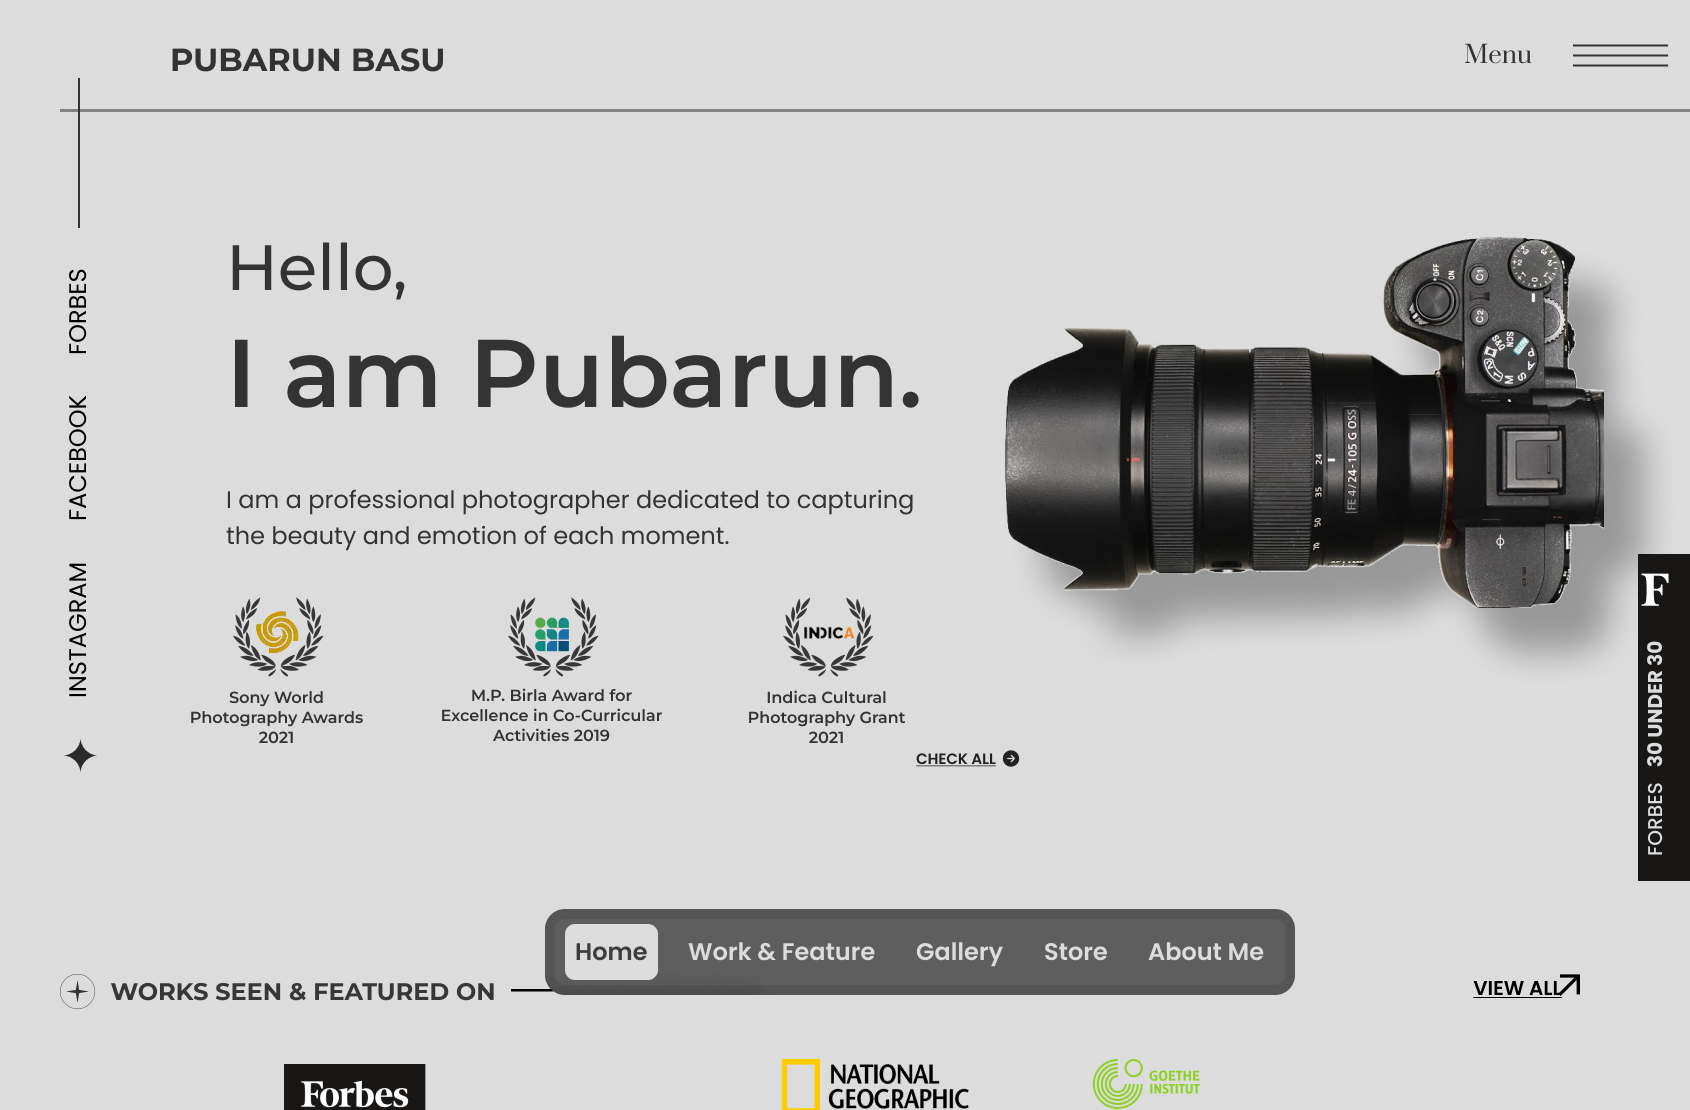 PUBARUN BASU
Menu
FORBES
FACEBOOK
INSTAGRAM
Hello,
I am Pubarun.
I am a professional photographer dedicated to capturing
the beauty and emotion of each moment.
INDICA
Sony World
Photography Awards
2021
M.P. Birla Award for
Excellence in Co-Curricular
Activities 2019
Indica Cultural
Photography Grant
2021
CHECK ALL
OFF
ON
C1
C2
FE 4/24-105 G OSS
24
35
50
70
F
FORBES 30 UNDER 30
Home
Work & Feature
Gallery
Store
About Me
WORKS SEEN & FEATURED ON
VIEW ALL
Forbes
NATIONAL
GEOGRAPHIC
GOETHE
INSTITUT